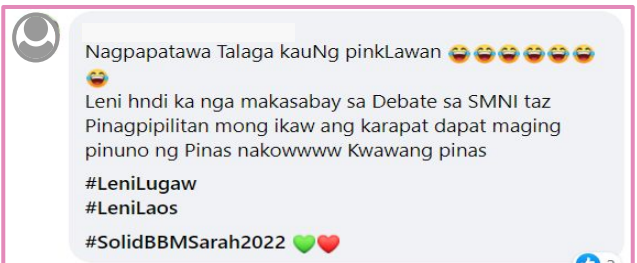 Nagpapatawa Talaga kauNg pinkLawan 😂😂😂😂😂😂
😂
Leni hndi ka nga makasabay sa Debate sa SMNI taz
Pinagpipilitan mong ikaw ang karapat dapat maging
pinuno ng Pinas nakowwww Kwawang pinas
#LeniLugaw
#LeniLaos
#SolidBBMSarah2022 💚❤️